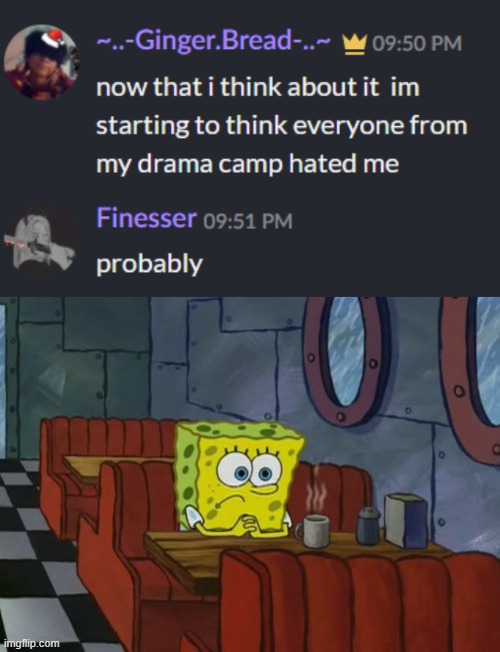 ~..-Ginger.Bread-..~ 09:50 PM
now that i think about it  im
starting to think everyone from
my drama camp hated me
Finesser 09:51 PM
probably
imgflip.com